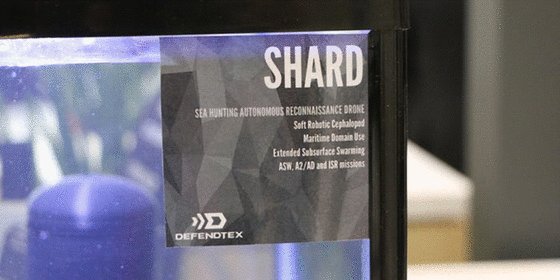 SHARD
SEA HUNTING AUTONOMOUS RECONNAISSANCE DRONE
Soft Robotic Cephalopod
Maritime Domain Use
Extended Subsurface Swarming
ASW, A2/AD and ISR missions
DEFENDTEX